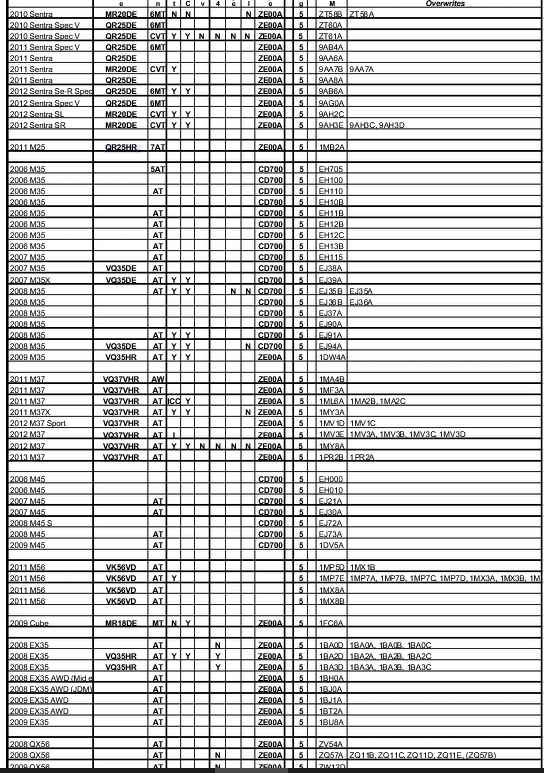 e n t C v 4 è l e g M Overwrites
2010 Sentra MR20DE 6MT N N N ZE00A 5 ZT58B ZT58A
2010 Sentra Spec V QR25DE 6MT ZE00A 5 ZT60A
2010 Sentra Spec V QR25DE CVT Y Y N N N N ZE00A 5 ZT61A
2011 Sentra Spec V QR25DE 6MT ZE00A 5 9AB4A
2011 Sentra QR25DE ZE00A 5 9AA6A
2011 Sentra MR20DE CVT Y ZE00A 5 9AA7B 9AA7A
2011 Sentra QR25DE ZE00A 5 9AA8A
2012 Sentra Se-R Spec QR25DE 6MT Y Y ZE00A 5 9AB6A
2012 Sentra Spec V QR25DE 6MT ZE00A 5 9AG0A
2012 Sentra SL MR20DE CVT Y Y ZE00A 5 9AH2C
2012 Sentra SR MR20DE CVT Y Y ZE00A 5 9AH3E 9AH3C, 9AH3D
2011 M25 QR25HR 7AT ZE00A 5 1MB2A
2006 M35 5AT CD700 5 EH705
2006 M35 CD700 5 EH100
2006 M35 AT CD700 5 EH110
2006 M35 CD700 5 EH10B
2006 M35 AT CD700 5 EH11B
2006 M35 AT CD700 5 EH12B
2006 M35 AT CD700 5 EH12C
2006 M35 AT CD700 5 EH13B
2007 M35 AT CD700 5 EH115
2007 M35 VQ35DE AT CD700 5 EJ38A
2007 M35X VQ35DE AT Y Y CD700 5 EJ39A
2008 M35 AT Y Y N N CD700 5 EJ35B EJ35A
2008 M35 CD700 5 EJ36B EJ36A
2008 M35 CD700 5 EJ37A
2008 M35 CD700 5 EJ90A
2008 M35 AT Y Y CD700 5 EJ91A
2008 M35 VQ35DE AT Y Y N CD700 5 EJ94A
2009 M35 VQ35HR AT Y Y ZE00A 5 1DW4A
2011 M37 VQ37VHR AW ZE00A 5 1MA4B
2011 M37 VQ37VHR AT ZE00A 5 1MF3A
2011 M37 VQ37VHR AT ICC Y ZE00A 5 1ML6A 1MA2B, 1MA2C
2011 M37X VQ37VHR AT Y Y N ZE00A 5 1MY3A
2012 M37 Sport VQ37VHR AT ZE00A 5 1MV1D 1MV1C
2012 M37 VQ37VHR AT I ZE00A 5 1MV3E 1MV3A, 1MV3B, 1MV3C, 1MV3D
2012 M37 VQ37VHR AT Y Y N N N N ZE00A 5 1MY8A
2013 M37 VQ37VHR AT ZE00A 5 1PR2B 1PR2A
2006 M45 CD700 5 EH000
2006 M45 CD700 5 EH010
2007 M45 AT CD700 5 EJ21A
2007 M45 AT CD700 5 EJ30A
2008 M45 S CD700 5 EJ72A
2008 M45 AT CD700 5 EJ73A
2009 M45 AT CD700 5 1DV5A
2011 M56 VK56VD AT 5 1MP5D 1MX1B
2011 M56 VK56VD AT Y 5 1MP7E 1MP7A, 1MP7B, 1MP7C, 1MP7D, 1MX3A, 1MX3B, 1M
2011 M56 VK56VD AT 5 1MX8A
2011 M56 VK56VD AT 5 1MX8B
2009 Cube MR18DE MT N Y ZE00A 5 1FC6A
2008 EX35 AT N ZE00A 5 1BA0D 1BA0A, 1BA0B, 1BA0C
2008 EX35 VQ35HR AT Y Y Y ZE00A 5 1BA2D 1BA2A, 1BA2B, 1BA2C
2008 EX35 VQ35HR AT Y ZE00A 5 1BA3D 1BA3A, 1BA3B, 1BA3C
2008 EX35 AWD (Mid e AT ZE00A 5 1BH0A
2008 EX35 AWD (JDM) AT ZE00A 5 1BJ0A
2009 EX35 AWD AT ZE00A 5 1BJ1A
2009 EX35 AWD AT ZE00A 5 1BT2A
2009 EX35 AT ZE00A 5 1BU8A
2008 QX56 AT ZE00A 5 ZV54A
2008 QX56 AT N ZE00A 5 ZQ57A ZQ11B, ZQ11C, ZQ11D, ZQ11E, (ZQ57B)
2009 QX56 AT N ZE00A 5 ZW12D